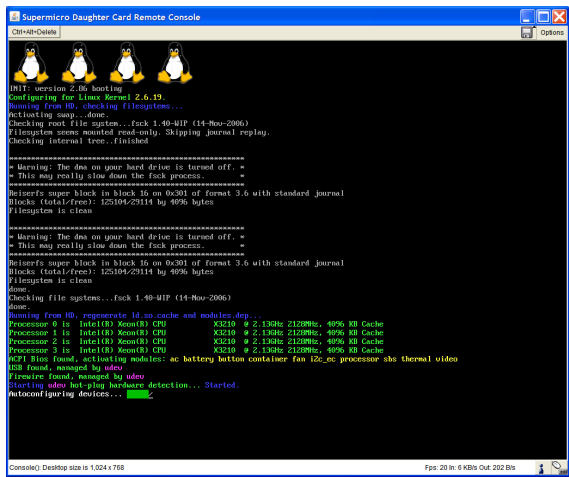 Supermicro Daughter Card Remote Console
Ctrl+Alt+Delete
Options
INIT: version 2.86 booting
Configuring for Linux Kernel 2.6.19.
Running from HD, checking filesystems...
Activating swap...done.
Checking root file system...fsck 1.40-WIP (14-Nov-2006)
Filesystem seems mounted read-only. Skipping journal replay.
Checking internal tree..finished
*****************************************************
* Warning: The dma on your hard drive is turned off. *
* This may really slow down the fsck process.        *
*****************************************************
Reiserfs super block in block 16 on 0x301 of format 3.6 with standard journal
Blocks (total/free): 125104/29114 by 4096 bytes
Filesystem is clean
*****************************************************
* Warning: The dma on your hard drive is turned off. *
* This may really slow down the fsck process.        *
*****************************************************
Reiserfs super block in block 16 on 0x301 of format 3.6 with standard journal
Blocks (total/free): 125104/29114 by 4096 bytes
Filesystem is clean
done.
Checking file systems...fsck 1.40-WIP (14-Nov-2006)
done.
Running from HD, regenerate ld.so.cache and modules.dep...
Processor 0 is  Intel(R) Xeon(R) CPU           X3210  @ 2.13GHz 2128MHz, 4096 KB Cache
Processor 1 is  Intel(R) Xeon(R) CPU           X3210  @ 2.13GHz 2128MHz, 4096 KB Cache
Processor 2 is  Intel(R) Xeon(R) CPU           X3210  @ 2.13GHz 2128MHz, 4096 KB Cache
Processor 3 is  Intel(R) Xeon(R) CPU           X3210  @ 2.13GHz 2128MHz, 4096 KB Cache
ACPI Bios found, activating modules: ac battery button container fan i2c_ec processor sbs thermal video
USB found, managed by udev
Firewire found, managed by udev
Starting udev hot-plug hardware detection... Started.
Autoconfiguring devices...
Console(): Desktop size is 1,024 x 768
Fps: 20 In: 6 KB/s Out: 202 B/s